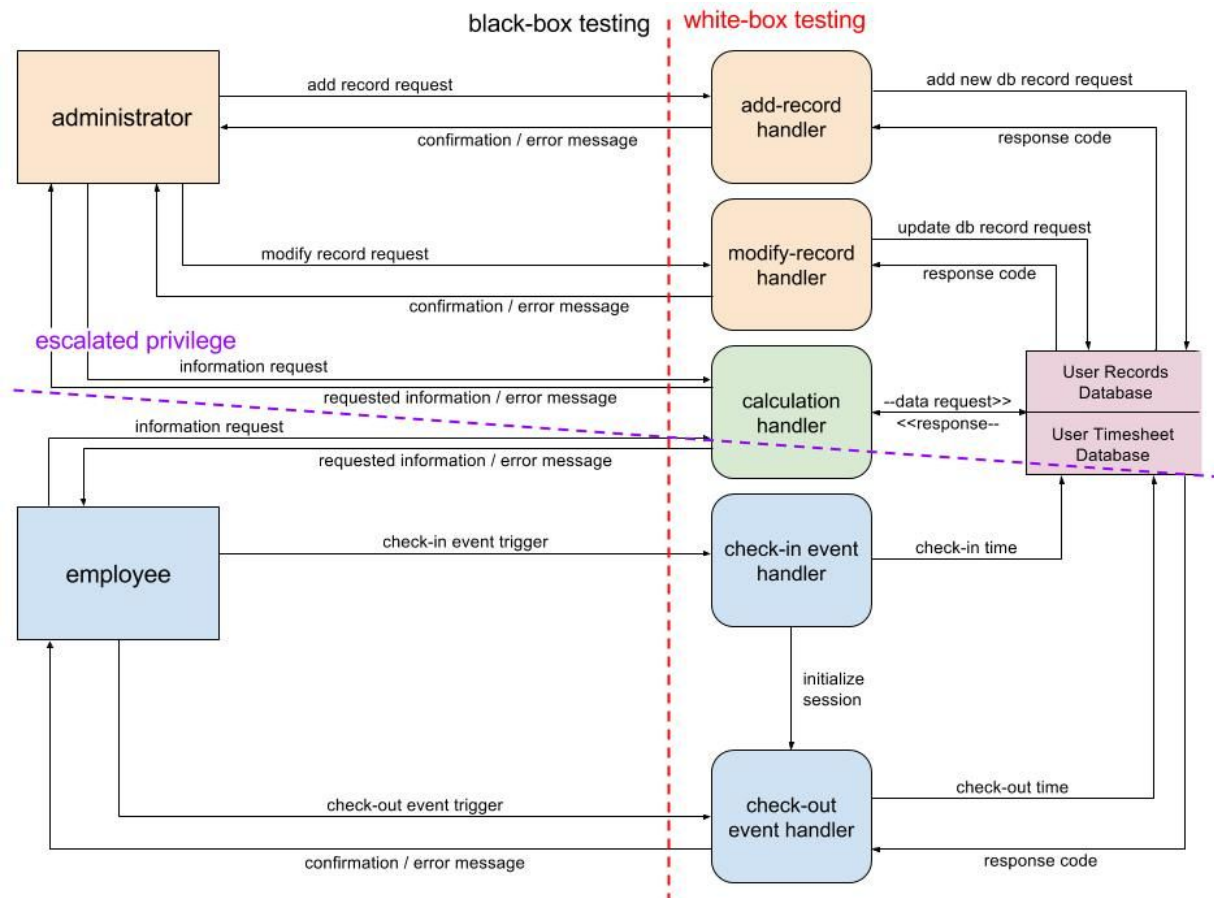 black-box testing
white-box testing
administrator
add record request
confirmation / error message
add-record
handler
add new db record request
response code
modify record request
confirmation / error message
modify-record
handler
update db record request
response code
escalated privilege
information request
requested information / error message
calculation
handler
--data request>>
<<response--
User Records
Database
User Timesheet
Database
information request
requested information / error message
employee
check-in event trigger
check-in event
handler
check-in time
initialize
session
check-out event trigger
confirmation / error message
check-out
event handler
check-out time
response code